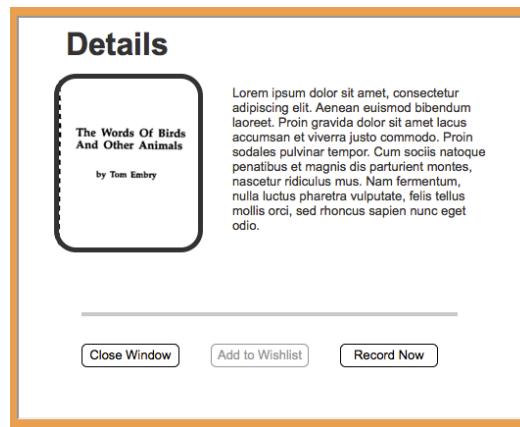 Details
The Words Of Birds
And Other Animals
by Tom Embry
Lorem ipsum dolor sit amet, consectetur
adipiscing elit. Aenean euismod bibendum
laoreet. Proin gravida dolor sit amet lacus
accumsan et viverra justo commodo. Proin
sodales pulvinar tempor. Cum sociis natoque
penatibus et magnis dis parturient montes,
nascetur ridiculus mus. Nam fermentum,
nulla luctus pharetra vulputate, felis tellus
mollis orci, sed rhoncus sapien nunc eget
odio.
Close Window
Add to Wishlist
Record Now